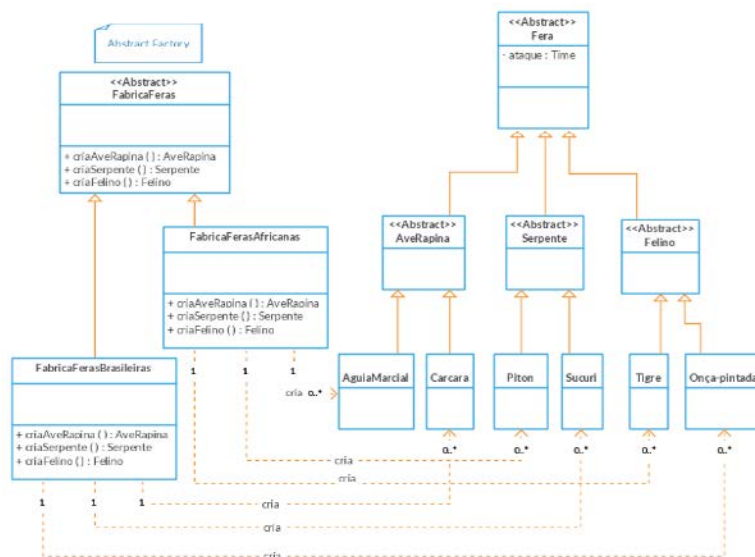 Abstract Factory
<<Abstract>>
FabricaFeras
+ criaAveRapina ( ) : AveRapina
+ criaSerpente ( ) : Serpente
+ criaFelino ( ) : Felino
<<Abstract>>
Fera
- ataque : Time
FabricaFerasAfricanas
+ criaAveRapina ( ) : AveRapina
+ criaSerpente ( ) : Serpente
+ criaFelino ( ) : Felino
<<Abstract>>
AveRapina
<<Abstract>>
Serpente
<<Abstract>>
Felino
FabricaFerasBrasileiras
+ criaAveRapina ( ) : AveRapina
+ criaSerpente ( ) : Serpente
+ criaFelino ( ) : Felino
1 1 1
AguiaMarcial
Carcara
Piton
Sucuri
Tigre
Onça-pintada
cria 0..*
0..* 0..* 0..* 0..* 0..*
cria
cria
1 1 1
cria
cria
cria